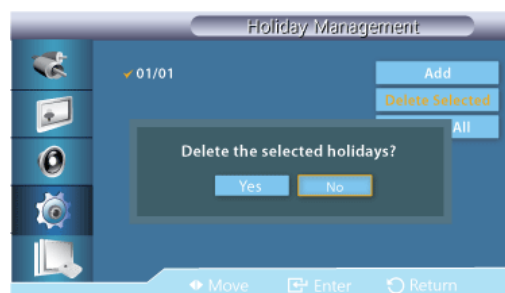 Holiday Management
01/01
Add
Delete Selected
All
Delete the selected holidays?
Yes
No
Move
Enter
Return